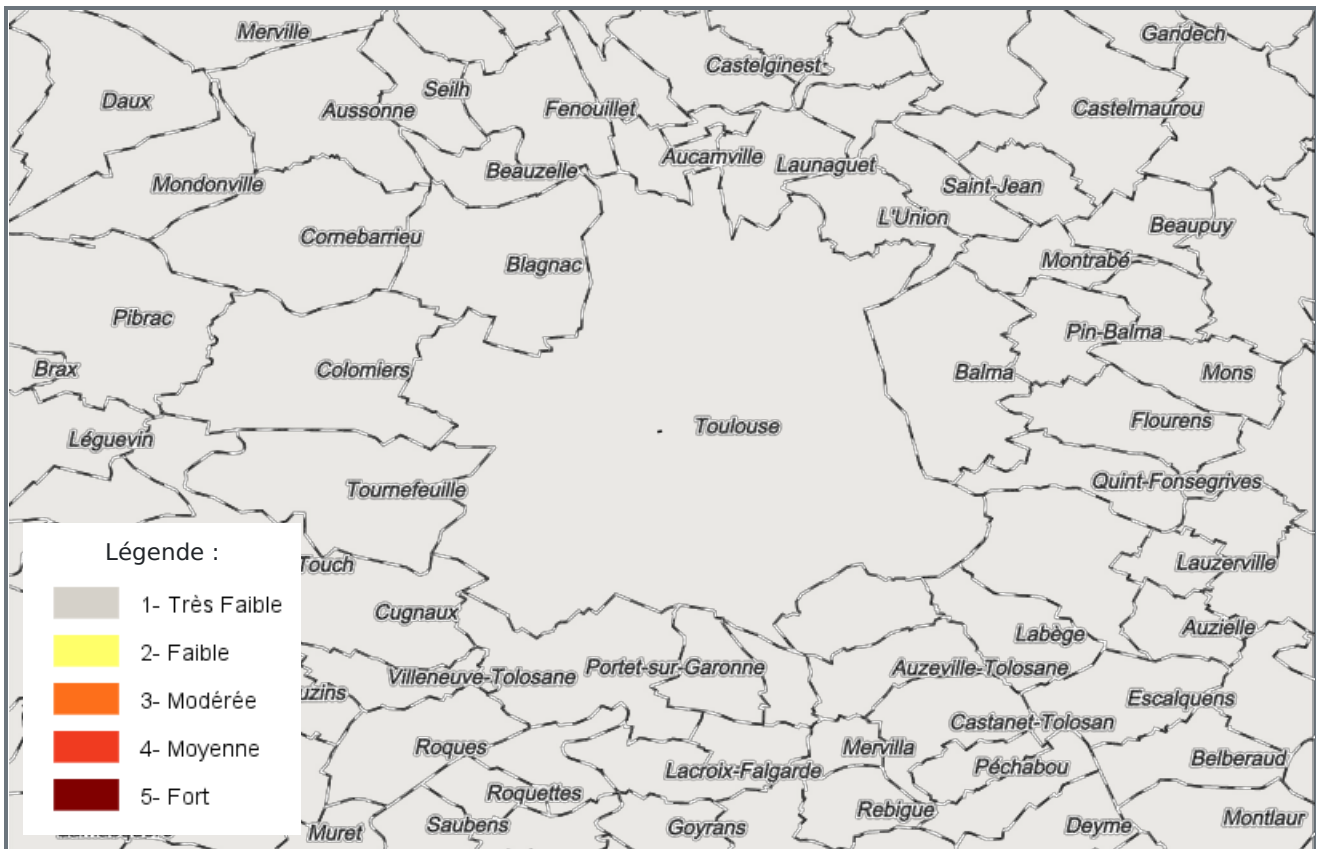 Merville
Gandech
Castelginest
Seilh
Daux
Aussonne
Fenouillet
Castelmaurou
Aucamville
Launaguet
Beauzelle
Mondonville
Saint-Jean
L'Union
Beaupuy
Cornebarrieu
Blagnac
Montrabé
Pibrac
Pin-Balma
Brax
Colomiers
Balma
Mons
Léguevin
Toulouse
Flourens
Tournefeuille
Quint-Fonsegrives
Légende :
Touch
Lauzerville
1- Très Faible
Cugnaux
Labège
Auzielle
2- Faible
Villeneuve-Tolosane
Portet-sur-Garonne
Auzeville-Tolosane
uzins
3- Modérée
Escalquens
Castanet-Tolosan
4- Moyenne
Roques
Mervilla
Belberaud
Lacroix-Falgarde
Péchabou
5- Fort
Roquettes
Rebigue
Muret
Saubens
Goyrans
Deyme
Montlaur